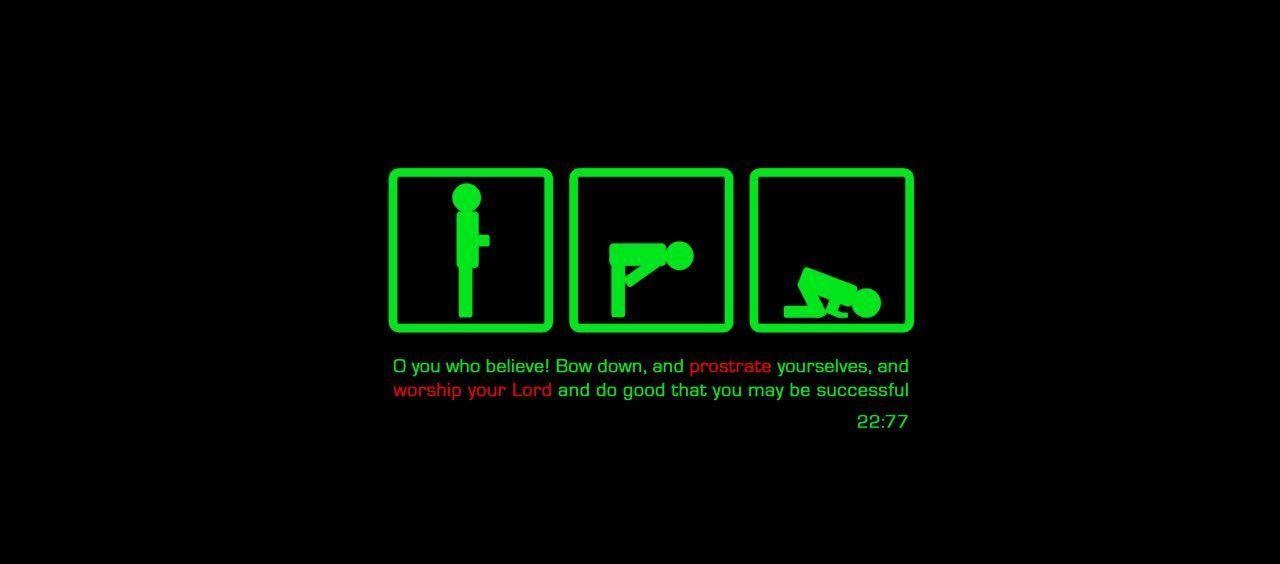 O you who believe! Bow down, and prostrate yourselves, and
worship your Lord and do good that you may be successful
22:77